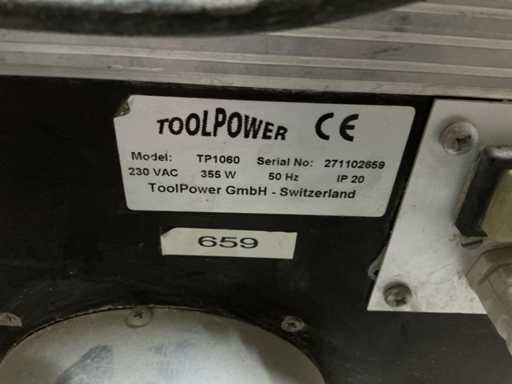 TOOLPOWER CE
Model: TP1060 Serial No: 271102659
230 VAC 355 W 50 Hz IP 20
ToolPower GmbH - Switzerland
659